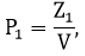 P₁ = Z₁/V,